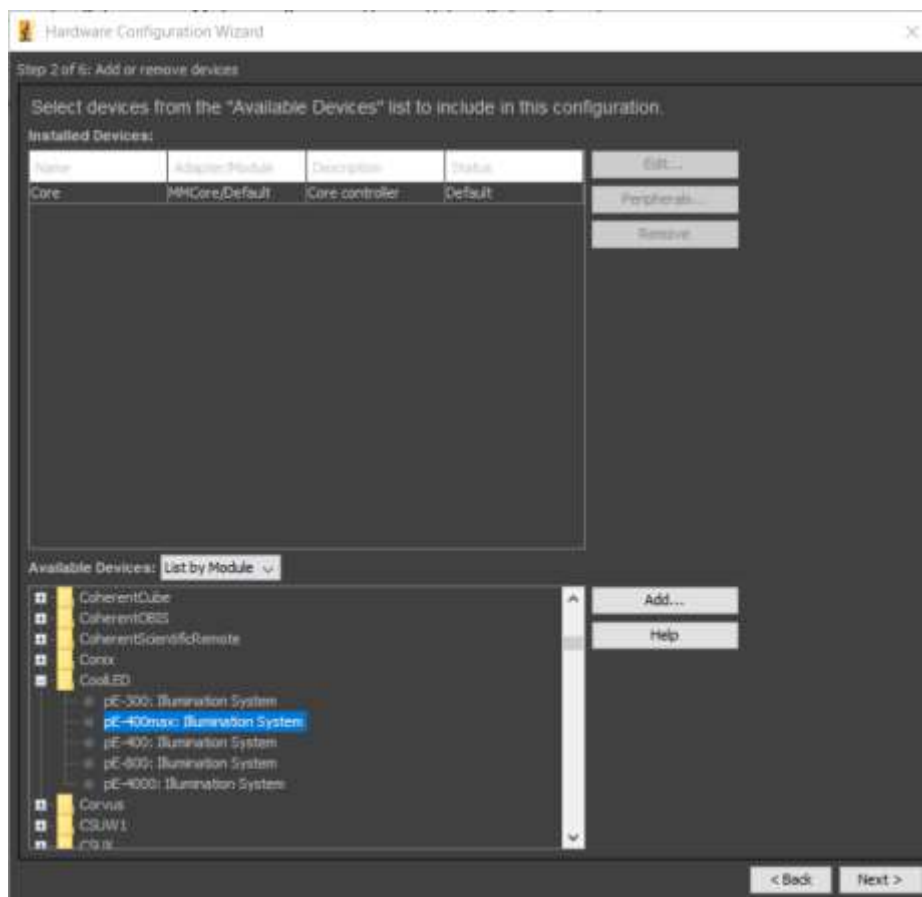 Hardware Configuration Wizard
Step 2 of 6: Add or remove devices
Select devices from the "Available Devices" list to include in this configuration.
Installed Devices:
Name Adapter/Module Description Status
Edit...
Core MMCore/Default Core controller Default
Peripherals...
Remove
Available Devices: List by Module
CoherentCube
Add...
CoherentOBIS
CoherentScientificRemote
Help
Conix
CoolLED
pE-300: Illumination System
pE-400max: Illumination System
pE-400: Illumination System
pE-800: Illumination System
pE-4000: Illumination System
Corvus
CSUW1
< Back Next >